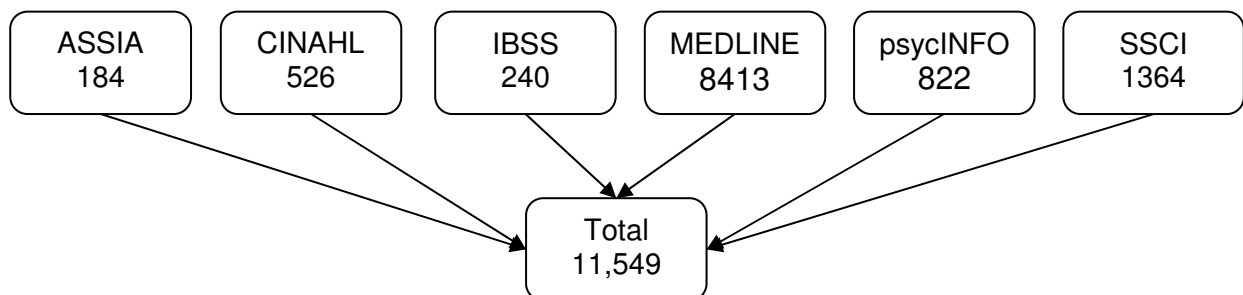 ASSIA
184
CINAHL
526
IBSS
240
MEDLINE
8413
psycINFO
822
SSCI
1364
Total
11,549